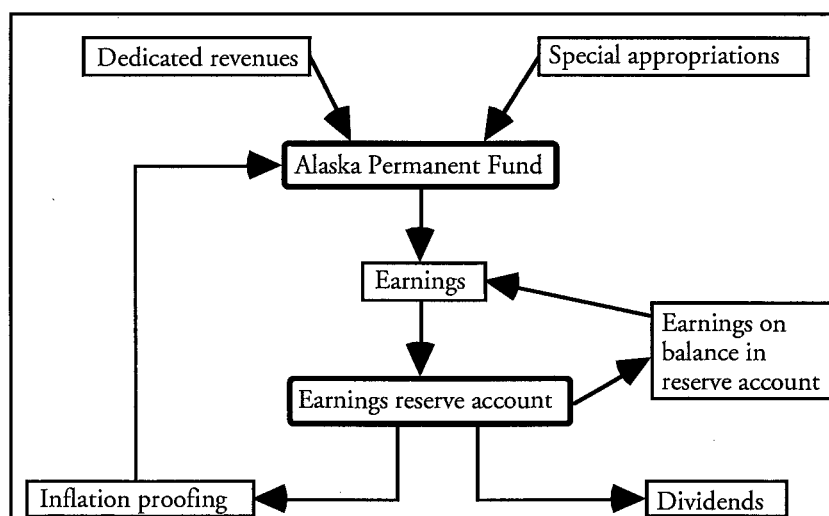 Dedicated revenues
Special appropriations
Alaska Permanent Fund
Earnings
Earnings on
balance in
reserve account
Earnings reserve account
Inflation proofing
Dividends